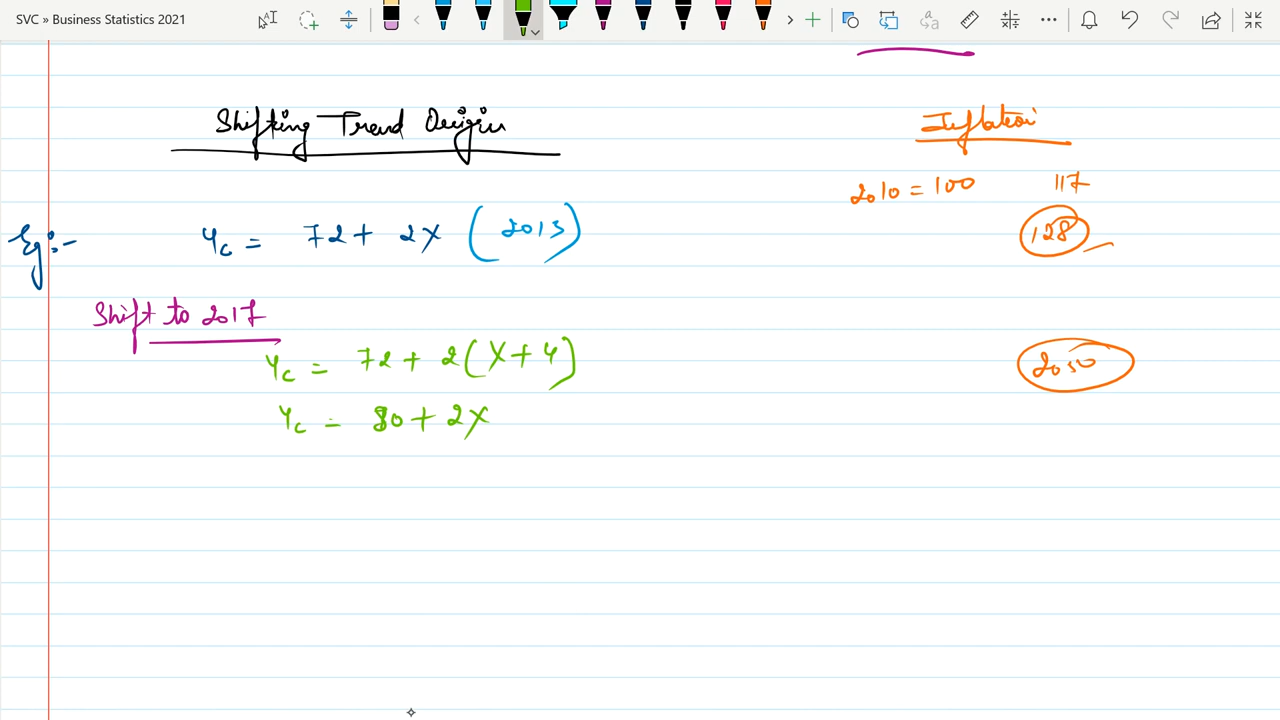 SVC » Business Statistics 2021
Shifting Trend Origin
Inflation
2010 = 100 117
Eg:- Yc = 72 + 2X (2013)
128
Shift to 2017
Yc = 72 + 2(X + 4)
2030
Yc = 80 + 2X